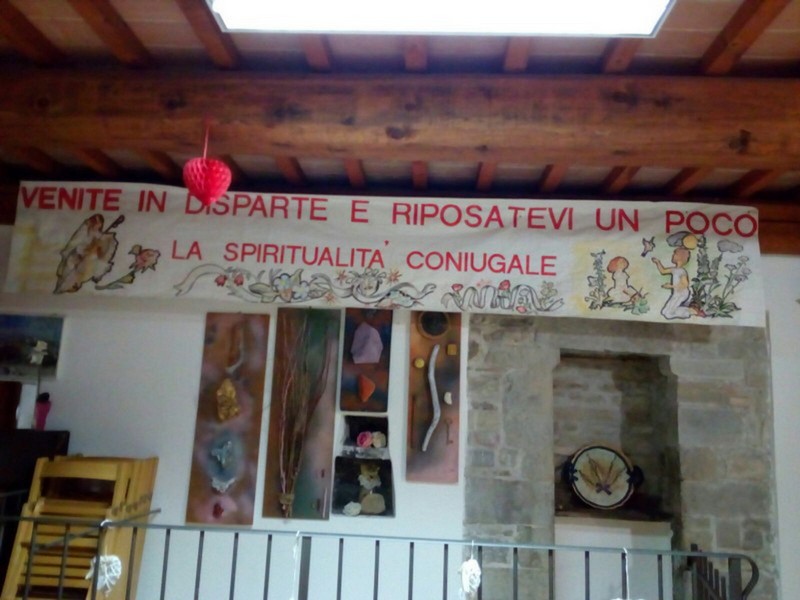 VENITE IN DISPARTE E RIPOSATEVI UN POCO
LA SPIRITUALITA' CONIUGALE